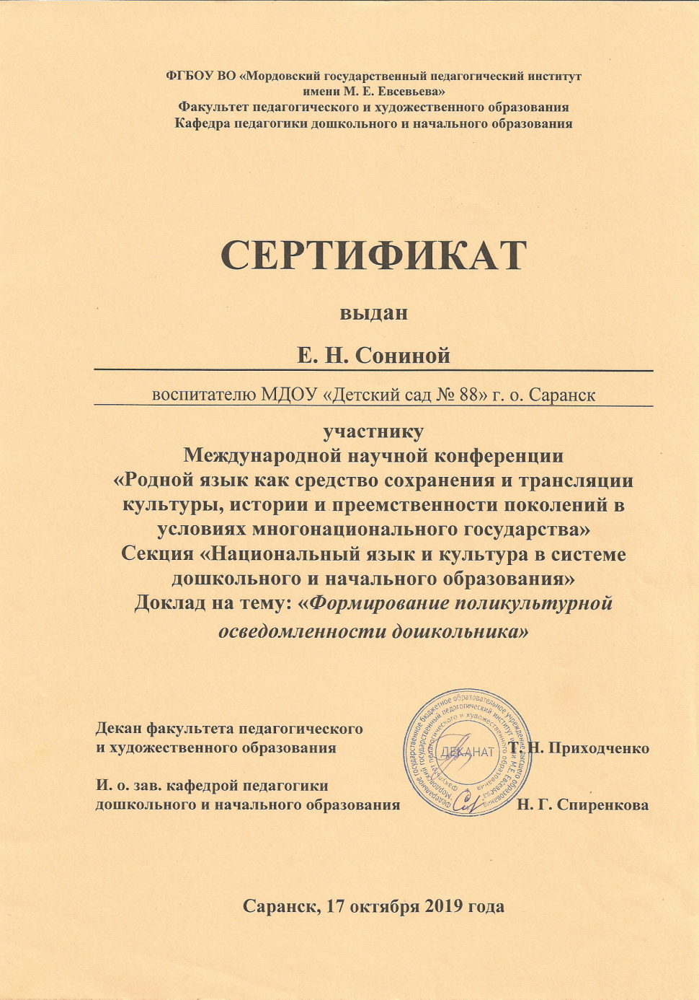 ФГБОУ ВО «Мордовский государственный педагогический институт
имени М. Е. Евсевьева»
Факультет педагогического и художественного образования
Кафедра педагогики дошкольного и начального образования
СЕРТИФИКАТ
выдан
Е. Н. Сониной
воспитателю МДОУ «Детский сад № 88» г. о. Саранск
участнику
Международной научной конференции
«Родной язык как средство сохранения и трансляции
культуры, истории и преемственности поколений в
условиях многонационального государства»
Секция «Национальный язык и культура в системе
дошкольного и начального образования»
Доклад на тему: «Формирование поликультурной
осведомленности дошкольника»
Декан факультета педагогического
и художественного образования
Т. Н. Приходченко
И. о. зав. кафедрой педагогики
дошкольного и начального образования
Н. Г. Спиренкова
Федеральное государственное бюджетное образовательное учреждение высшего образования
Мордовский государственный педагогический институт имени М.Е. Евсевьева
Факультет педагогического и художественного образования
ДЕКАНАТ
Саранск, 17 октября 2019 года